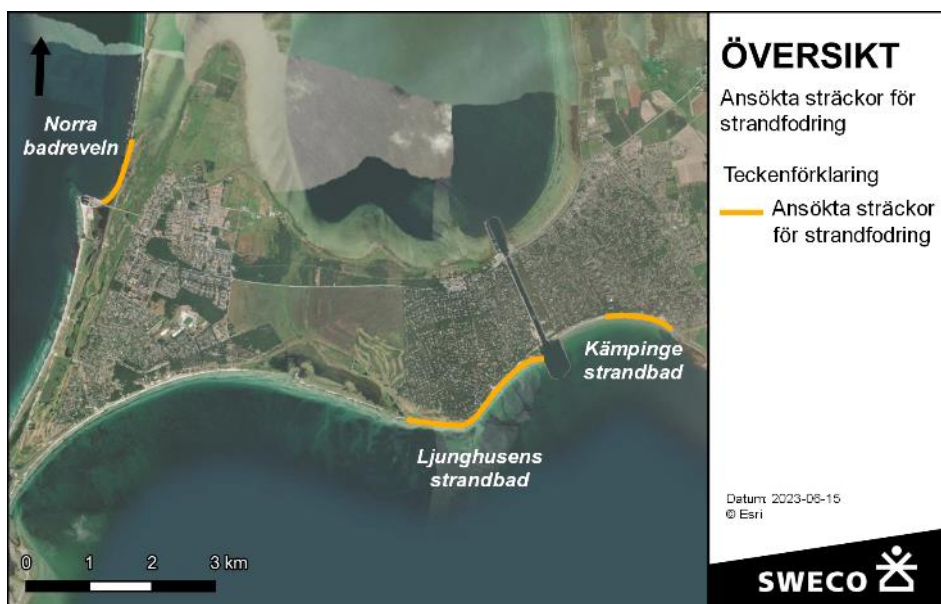 ÖVERSIKT
Ansökta sträckor för
strandfodring
Teckenförklaring
Ansökta sträckor
för strandfodring
Norra
badreveln
Kämpinge
strandbad
Ljunghusens
strandbad
0 1 2 3 km
Datum: 2023-06-15
© Esri
SWECO